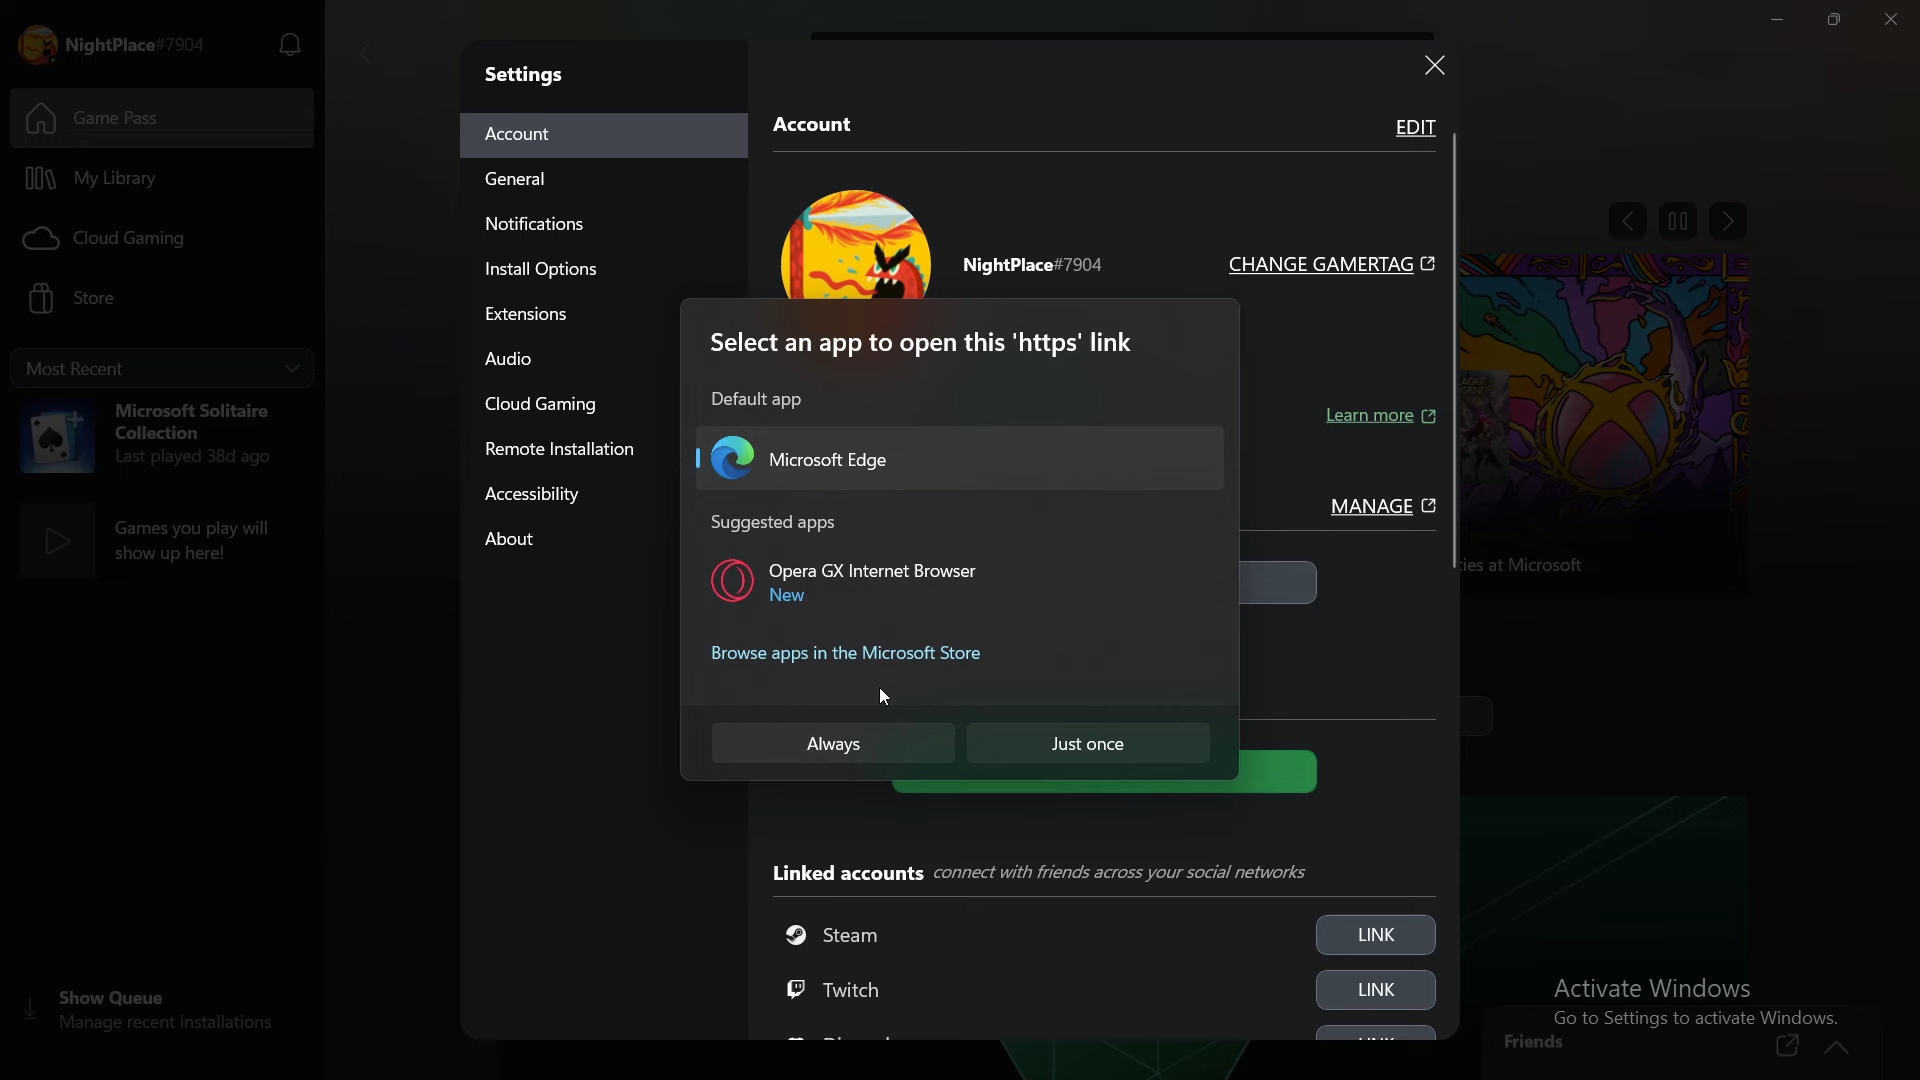 NightPlace#7904
Game Pass
My Library
Cloud Gaming
Store
Most Recent
Microsoft Solitaire
Collection
Last played 38d ago
Games you play will
show up here!
Show Queue
Manage recent installations
Settings
Account
General
Notifications
Install Options
Extensions
Audio
Cloud Gaming
Remote Installation
Accessibility
About
Account
EDIT
NightPlace#7904
CHANGE GAMERTAG
Learn more
MANAGE
Select an app to open this 'https' link
Default app
Microsoft Edge
Suggested apps
Opera GX Internet Browser
New
Browse apps in the Microsoft Store
Always
Just once
Linked accounts connect with friends across your social networks
Steam
LINK
Twitch
LINK
at Microsoft
Activate Windows
Go to Settings to activate Windows.
Friends